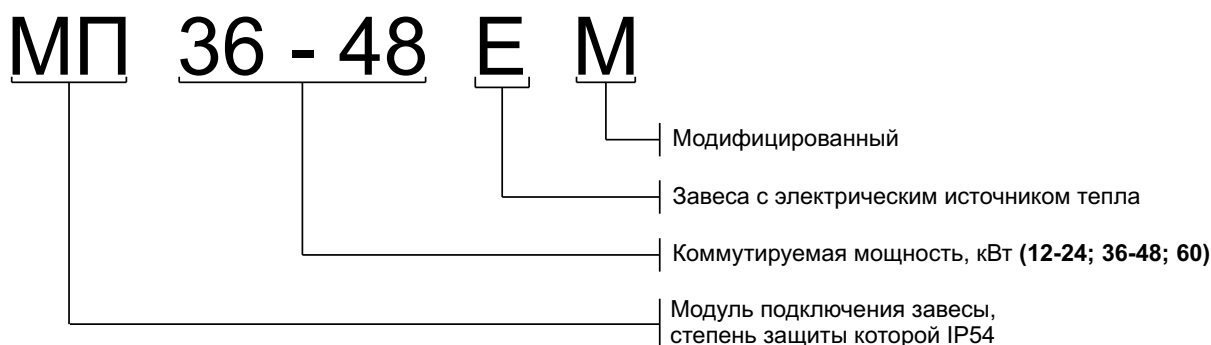 МП 36 - 48 Е М
Модифицированный
Завеса с электрическим источником тепла
Коммутируемая мощность, кВт (12-24; 36-48; 60)
Модуль подключения завесы,
степень защиты которой IP54